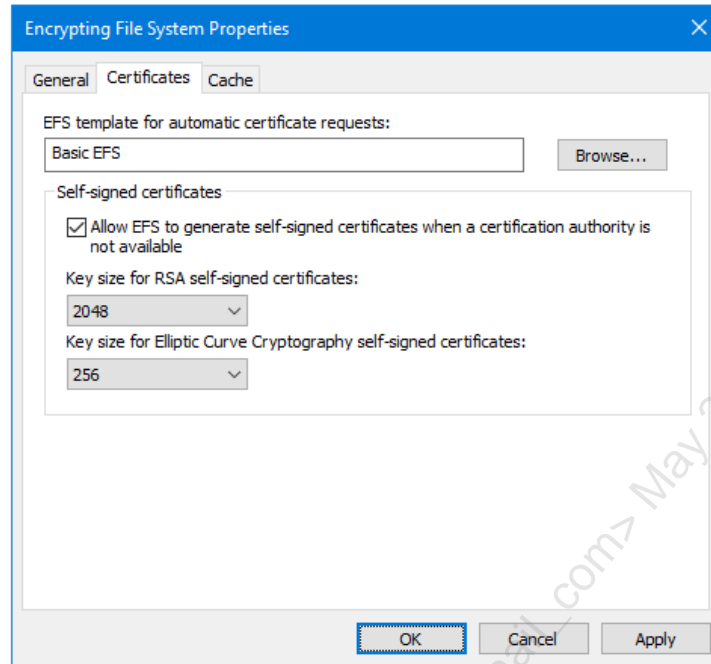 Encrypting File System Properties
General Certificates Cache
EFS template for automatic certificate requests:
Basic EFS
Browse...
Self-signed certificates
Allow EFS to generate self-signed certificates when a certification authority is
not available
Key size for RSA self-signed certificates:
2048
Key size for Elliptic Curve Cryptography self-signed certificates:
256
OK Cancel Apply
com> May